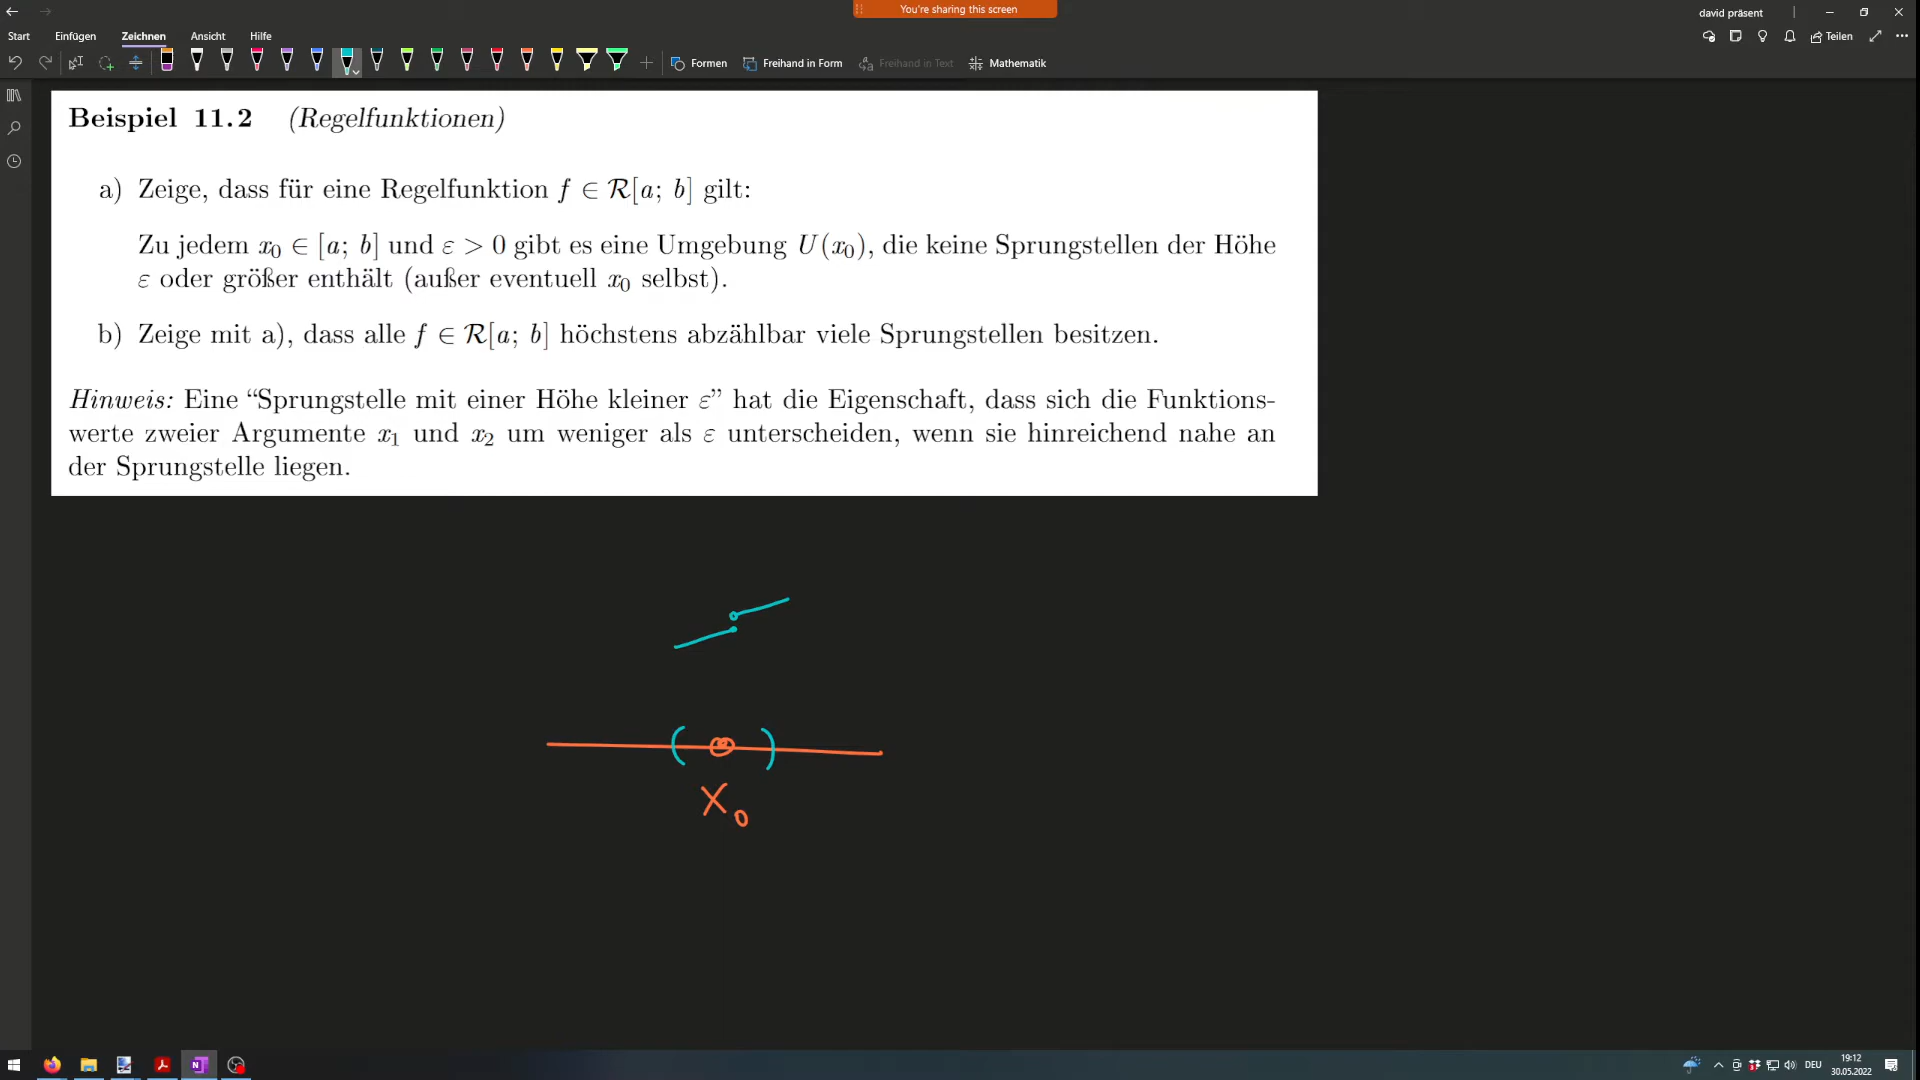 You're sharing this screen
david präsent
Start Einfügen Zeichnen Ansicht Hilfe
Teilen
Formen Freihand in Form Freihand in Text Mathematik
Beispiel 11.2 (Regelfunktionen)
a) Zeige, dass für eine Regelfunktion f ∈ R[a; b] gilt:
Zu jedem x₀ ∈ [a; b] und ε > 0 gibt es eine Umgebung U(x₀), die keine Sprungstellen der Höhe
ε oder größer enthält (außer eventuell x₀ selbst).
b) Zeige mit a), dass alle f ∈ R[a; b] höchstens abzählbar viele Sprungstellen besitzen.
Hinweis: Eine “Sprungstelle mit einer Höhe kleiner ε” hat die Eigenschaft, dass sich die Funktions-
werte zweier Argumente x₁ und x₂ um weniger als ε unterscheiden, wenn sie hinreichend nahe an
der Sprungstelle liegen.
( )
X₀
DEU
19:12
30.05.2022